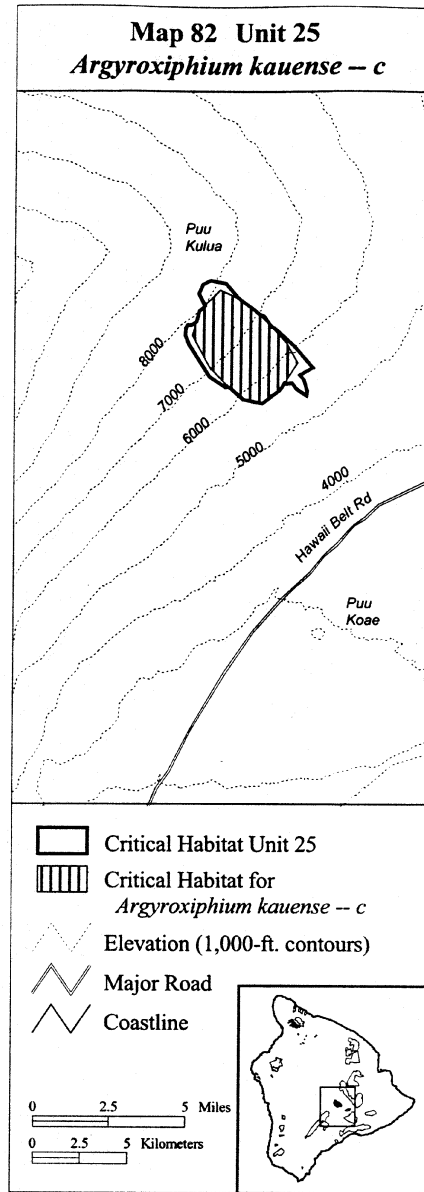 Map 82 Unit 25
Argyroxiphium kauense -- c
Puu
Kulua
8000
7000
6000
5000
4000
Hawaii Belt Rd
Puu
Koae
Critical Habitat Unit 25
Critical Habitat for
Argyroxiphium kauense -- c
Elevation (1,000-ft. contours)
Major Road
Coastline
0 2.5 5 Miles
0 2.5 5 Kilometers